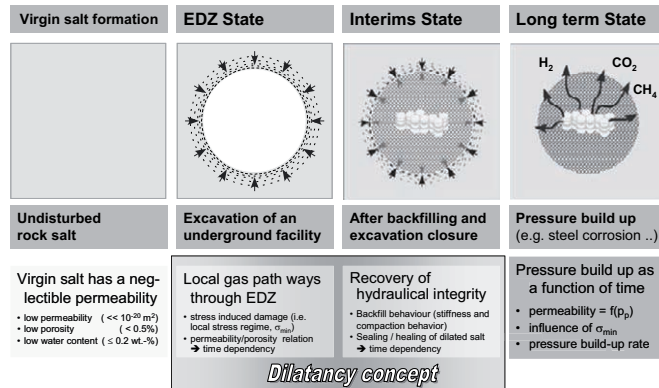 Virgin salt formation
EDZ State
Interims State
Long term State
H2
CO2
CH4
Undisturbed
rock salt
Excavation of an
underground facility
After backfilling and
excavation closure
Pressure build up
(e.g. steel corrosion ..)
Virgin salt has a neg-
lectible permeability
• low permeability ( << 10-20 m2)
• low porosity ( < 0.5%)
• low water content ( ≤ 0.2 wt.-%)
Local gas path ways
through EDZ
• stress induced damage (i.e.
local stress regime, σmin)
• permeability/porosity relation
➔ time dependency
Recovery of
hydraulical integrity
• Backfill behaviour (stiffness and
compaction behavior)
• Sealing / healing of dilated salt
➔ time dependency
Pressure build up as
a function of time
• permeability = f(pp)
• influence of σmin
• pressure build-up rate
Dilatancy concept